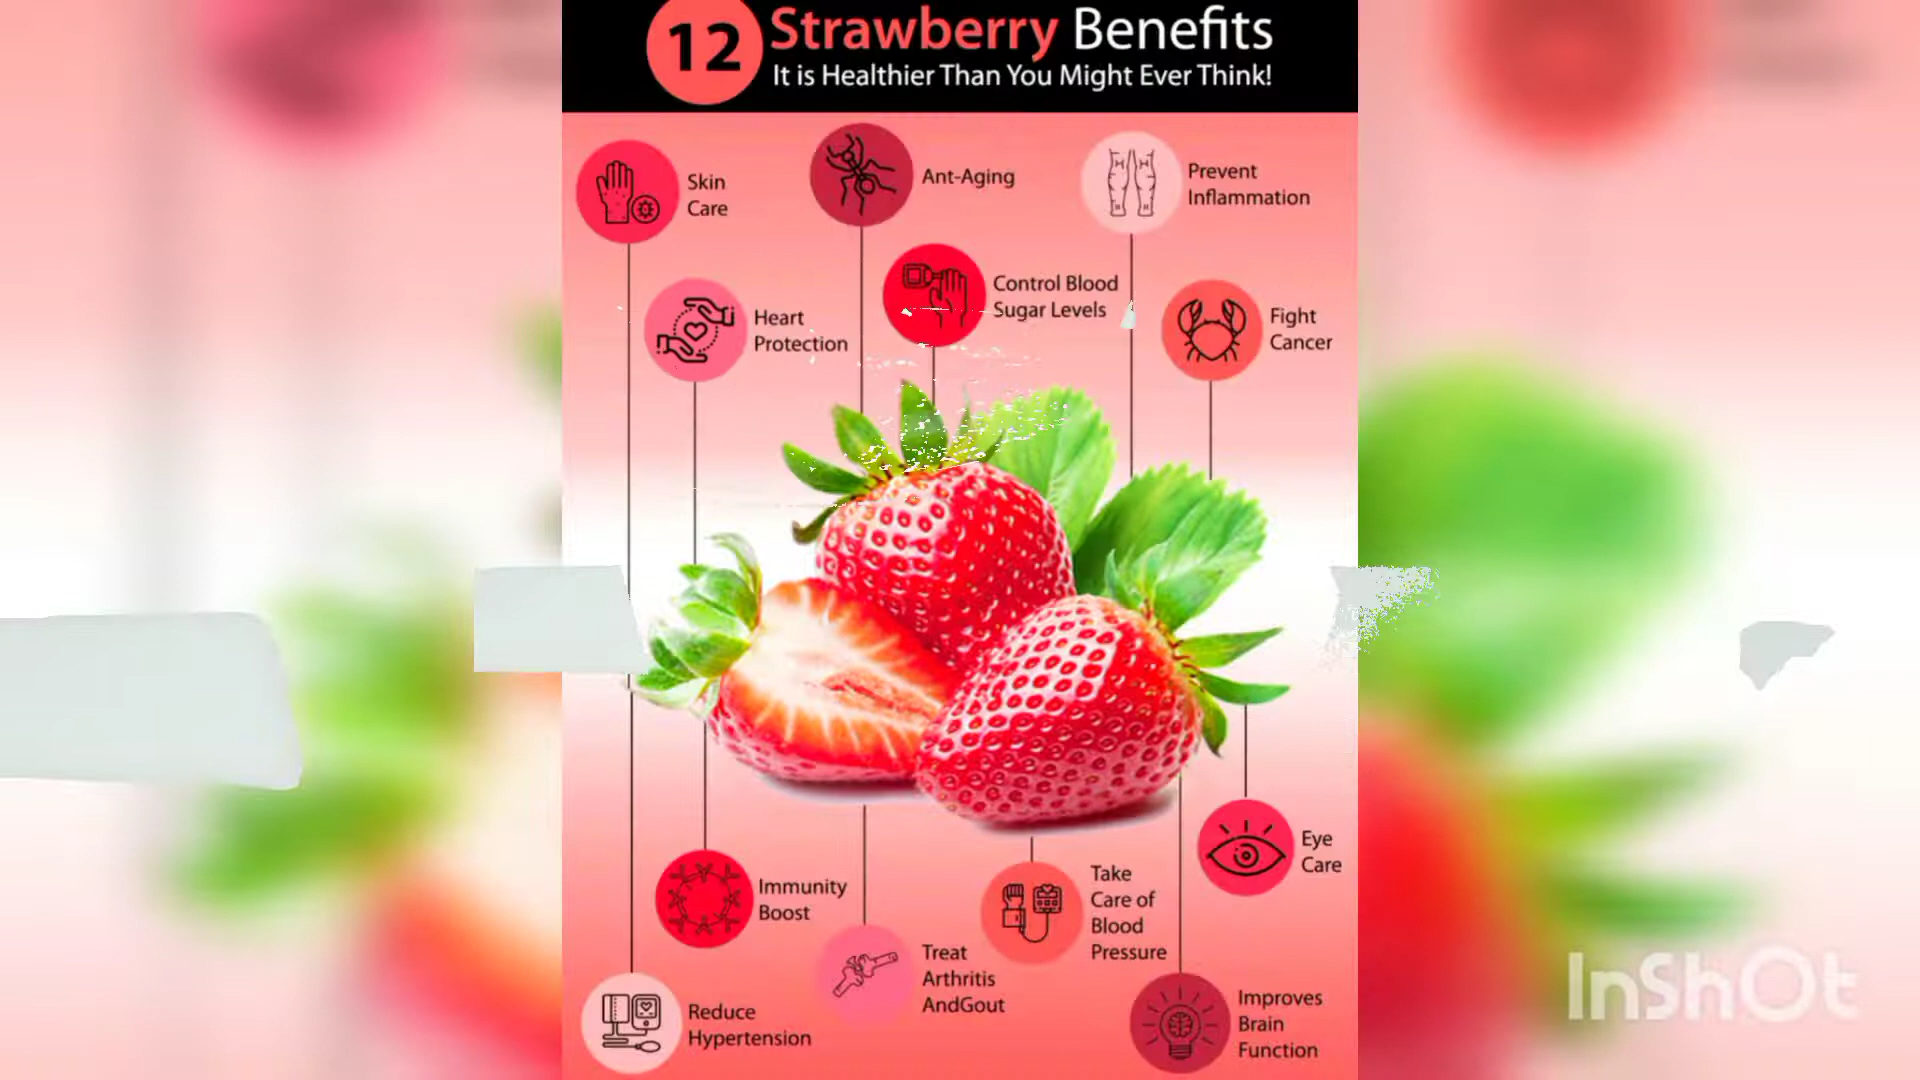 12
Strawberry Benefits
It is Healthier Than You Might Ever Think!
Skin
Care
Ant-Aging
Prevent
Inflammation
Heart
Protection
Control Blood
Sugar Levels
Fight
Cancer
Eye
Care
Immunity
Boost
Take
Care of
Blood
Pressure
Treat
Arthritis
AndGout
Reduce
Hypertension
Improves
Brain
Function
InShOt